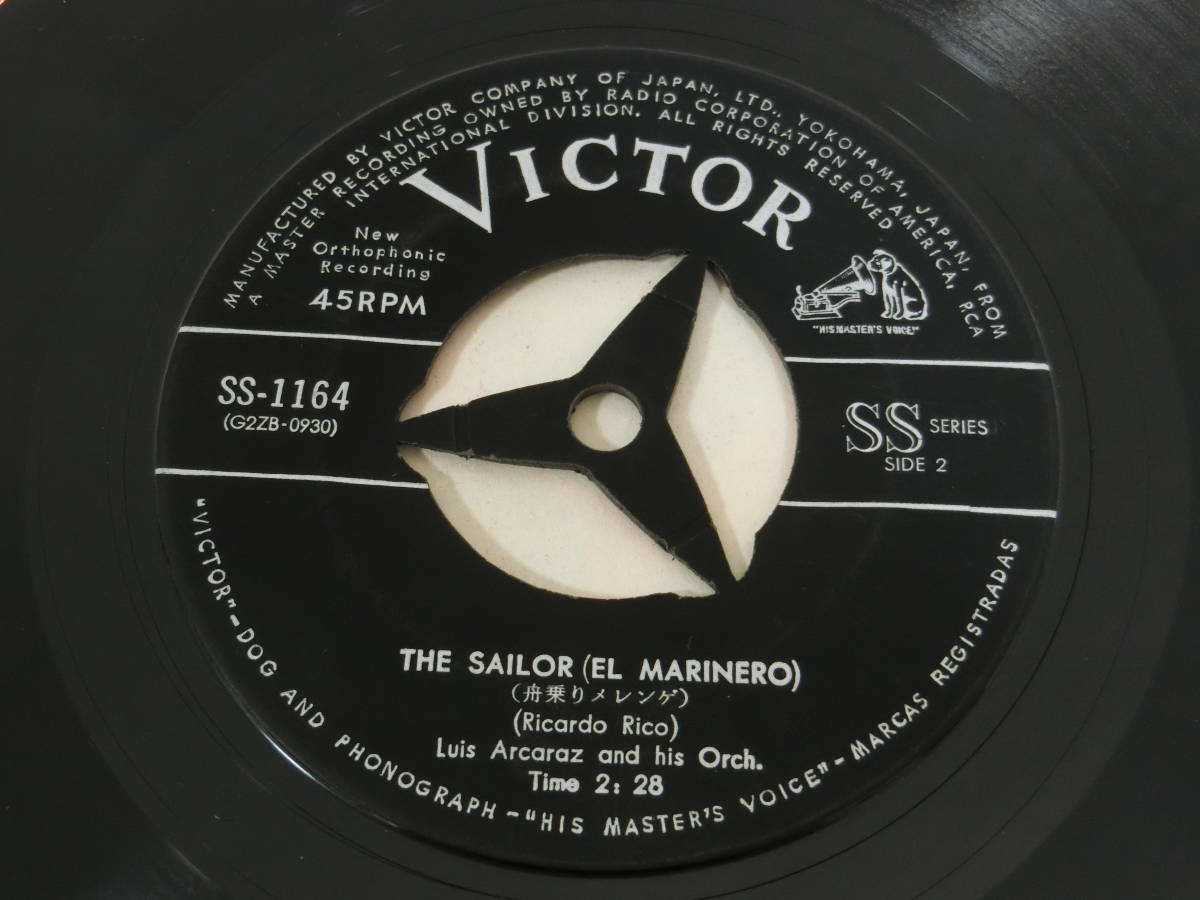 MANUFACTURED BY VICTOR COMPANY OF JAPAN, LTD., YOKOHAMA, JAPAN, FROM
A MASTER RECORDING OWNED BY RADIO CORPORATION OF AMERICA, RCA
INTERNATIONAL DIVISION. ALL RIGHTS RESERVED
VICTOR
New
Orthophonic
Recording
45RPM
"HIS MASTER'S VOICE"
SS-1164
(G2ZB-0930)
SS SERIES
SIDE 2
THE SAILOR (EL MARINERO)
(舟乗りメレンゲ)
(Ricardo Rico)
Luis Arcaraz and his Orch.
Time 2:28
"VICTOR"-DOG AND PHONOGRAPH-"HIS MASTER'S VOICE"-MARCAS REGISTRADAS